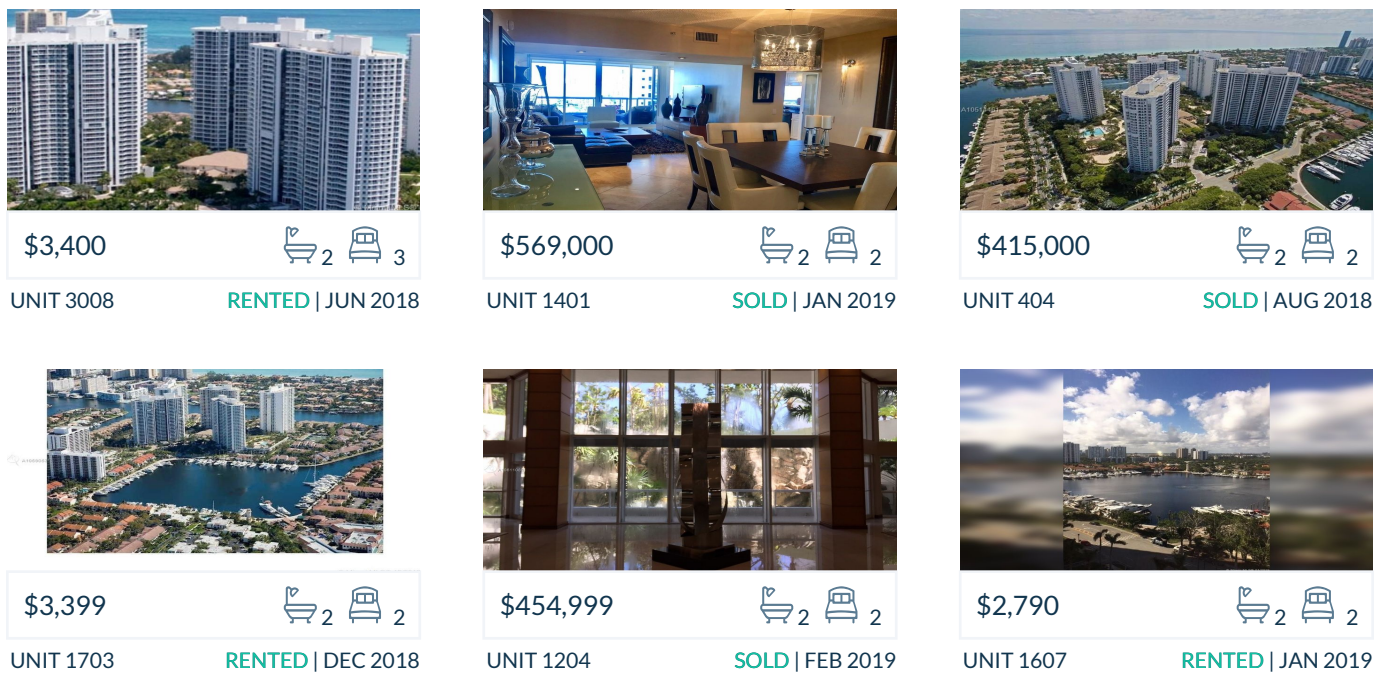 $3,400 2 3
UNIT 3008 RENTED | JUN 2018
$569,000 2 2
UNIT 1401 SOLD | JAN 2019
$415,000 2 2
UNIT 404 SOLD | AUG 2018
$3,399 2 2
UNIT 1703 RENTED | DEC 2018
$454,999 2 2
UNIT 1204 SOLD | FEB 2019
$2,790 2 2
UNIT 1607 RENTED | JAN 2019